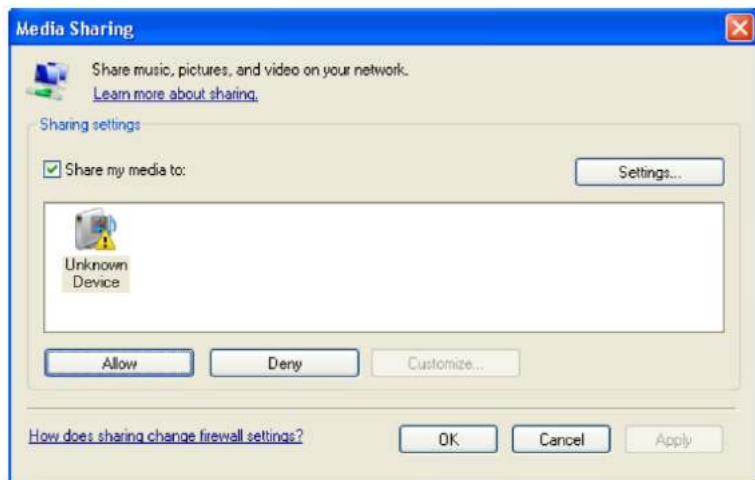 Media Sharing
Share music, pictures, and video on your network.
Learn more about sharing.
Sharing settings
Share my media to:
Settings...
Unknown
Device
Allow
Deny
Customize...
How does sharing change firewall settings?
OK
Cancel
Apply